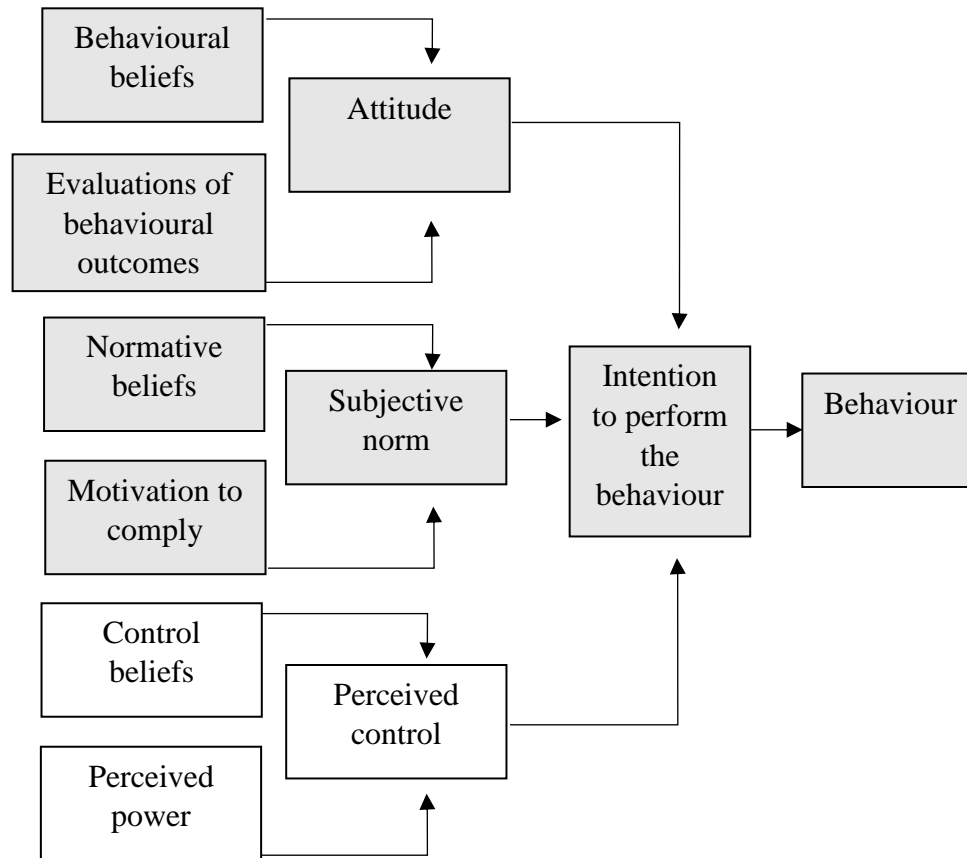 Behavioural
beliefs
Attitude
Evaluations of
behavioural
outcomes
Normative
beliefs
Subjective
norm
Motivation to
comply
Intention
to perform
the
behaviour
Behaviour
Control
beliefs
Perceived
control
Perceived
power